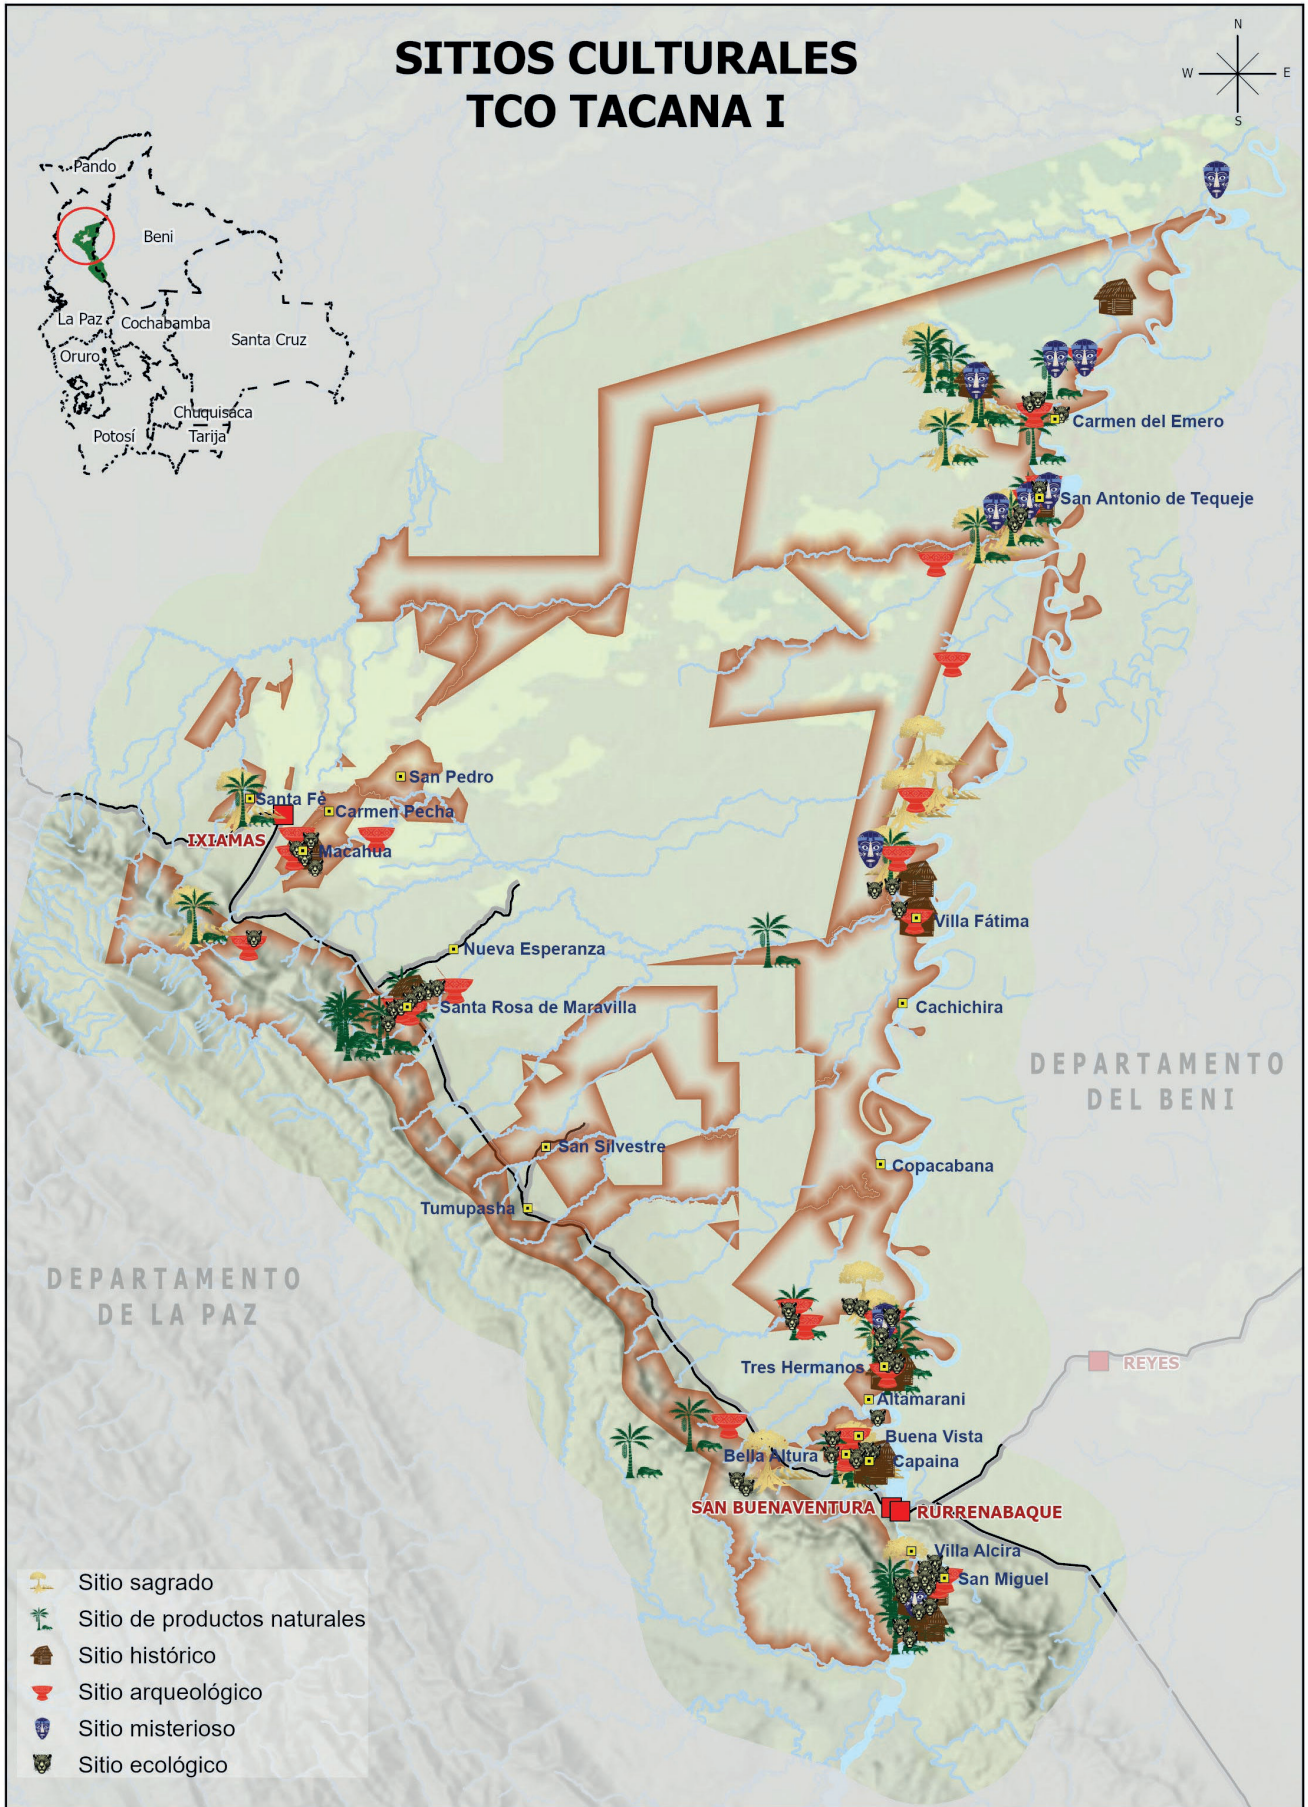 SITIOS CULTURALES
TCO TACANA I
N
W
E
S
Pando
Beni
La Paz
Cochabamba
Santa Cruz
Oruro
Chuquisaca
Potosí
Tarija
Carmen del Emero
San Antonio de Tequeje
San Pedro
Santa Fé
Carmen Pecha
IXIAMAS
Macahua
Villa Fátima
Nueva Esperanza
Santa Rosa de Maravilla
Cachichira
DEPARTAMENTO
DEL BENI
San Silvestre
Copacabana
Tumupasha
DEPARTAMENTO
DE LA PAZ
REYES
Tres Hermanos
Altamarani
Buena Vista
Bella Altura
Capaina
SAN BUENAVENTURA
RURRENABAQUE
Villa Alcira
San Miguel
Sitio sagrado
Sitio de productos naturales
Sitio histórico
Sitio arqueológico
Sitio misterioso
Sitio ecológico